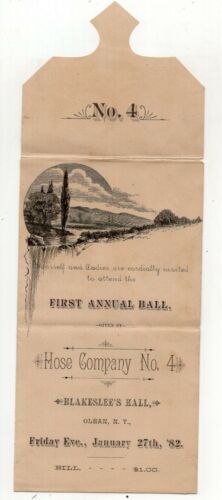 No. 4
Yourself and Ladies are cordially invited
to attend the
FIRST ANNUAL BALL,
—GIVEN BY—
Hose Company No. 4
—AT—
BLAKESLEE'S HALL,
OLEAN, N. Y.,
Friday Eve., January 27th, '82.
BILL, - - - - $1.00.